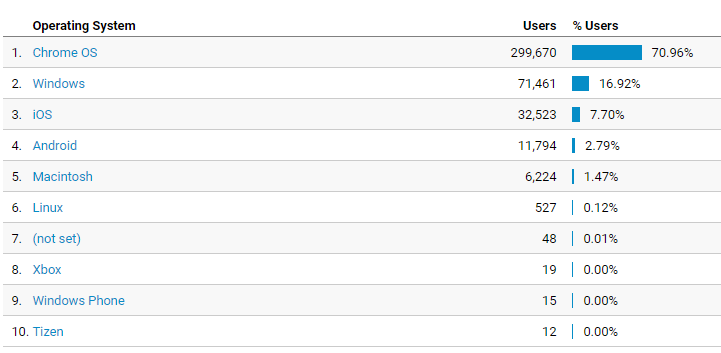 Operating System Users % Users
1. Chrome OS 299,670 70.96%
2. Windows 71,461 16.92%
3. iOS 32,523 7.70%
4. Android 11,794 2.79%
5. Macintosh 6,224 1.47%
6. Linux 527 0.12%
7. (not set) 48 0.01%
8. Xbox 19 0.00%
9. Windows Phone 15 0.00%
10. Tizen 12 0.00%